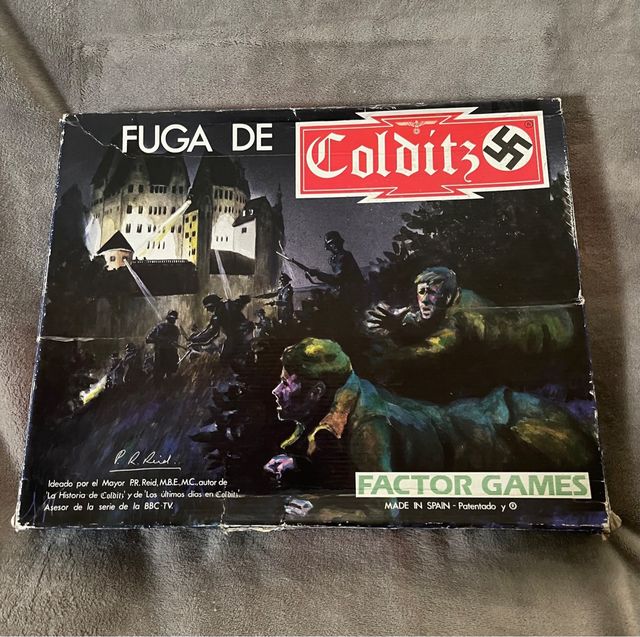 FUGA DE
Colditz
P. R. Reid.
Ideado por el Mayor P.R. Reid, M.B.E., M.C., autor de
'La Historia de Colditz' y de 'Los últimos días en Colditz'.
Asesor de la serie de la BBC-TV.
FACTOR GAMES
MADE IN SPAIN - Patentado y ®